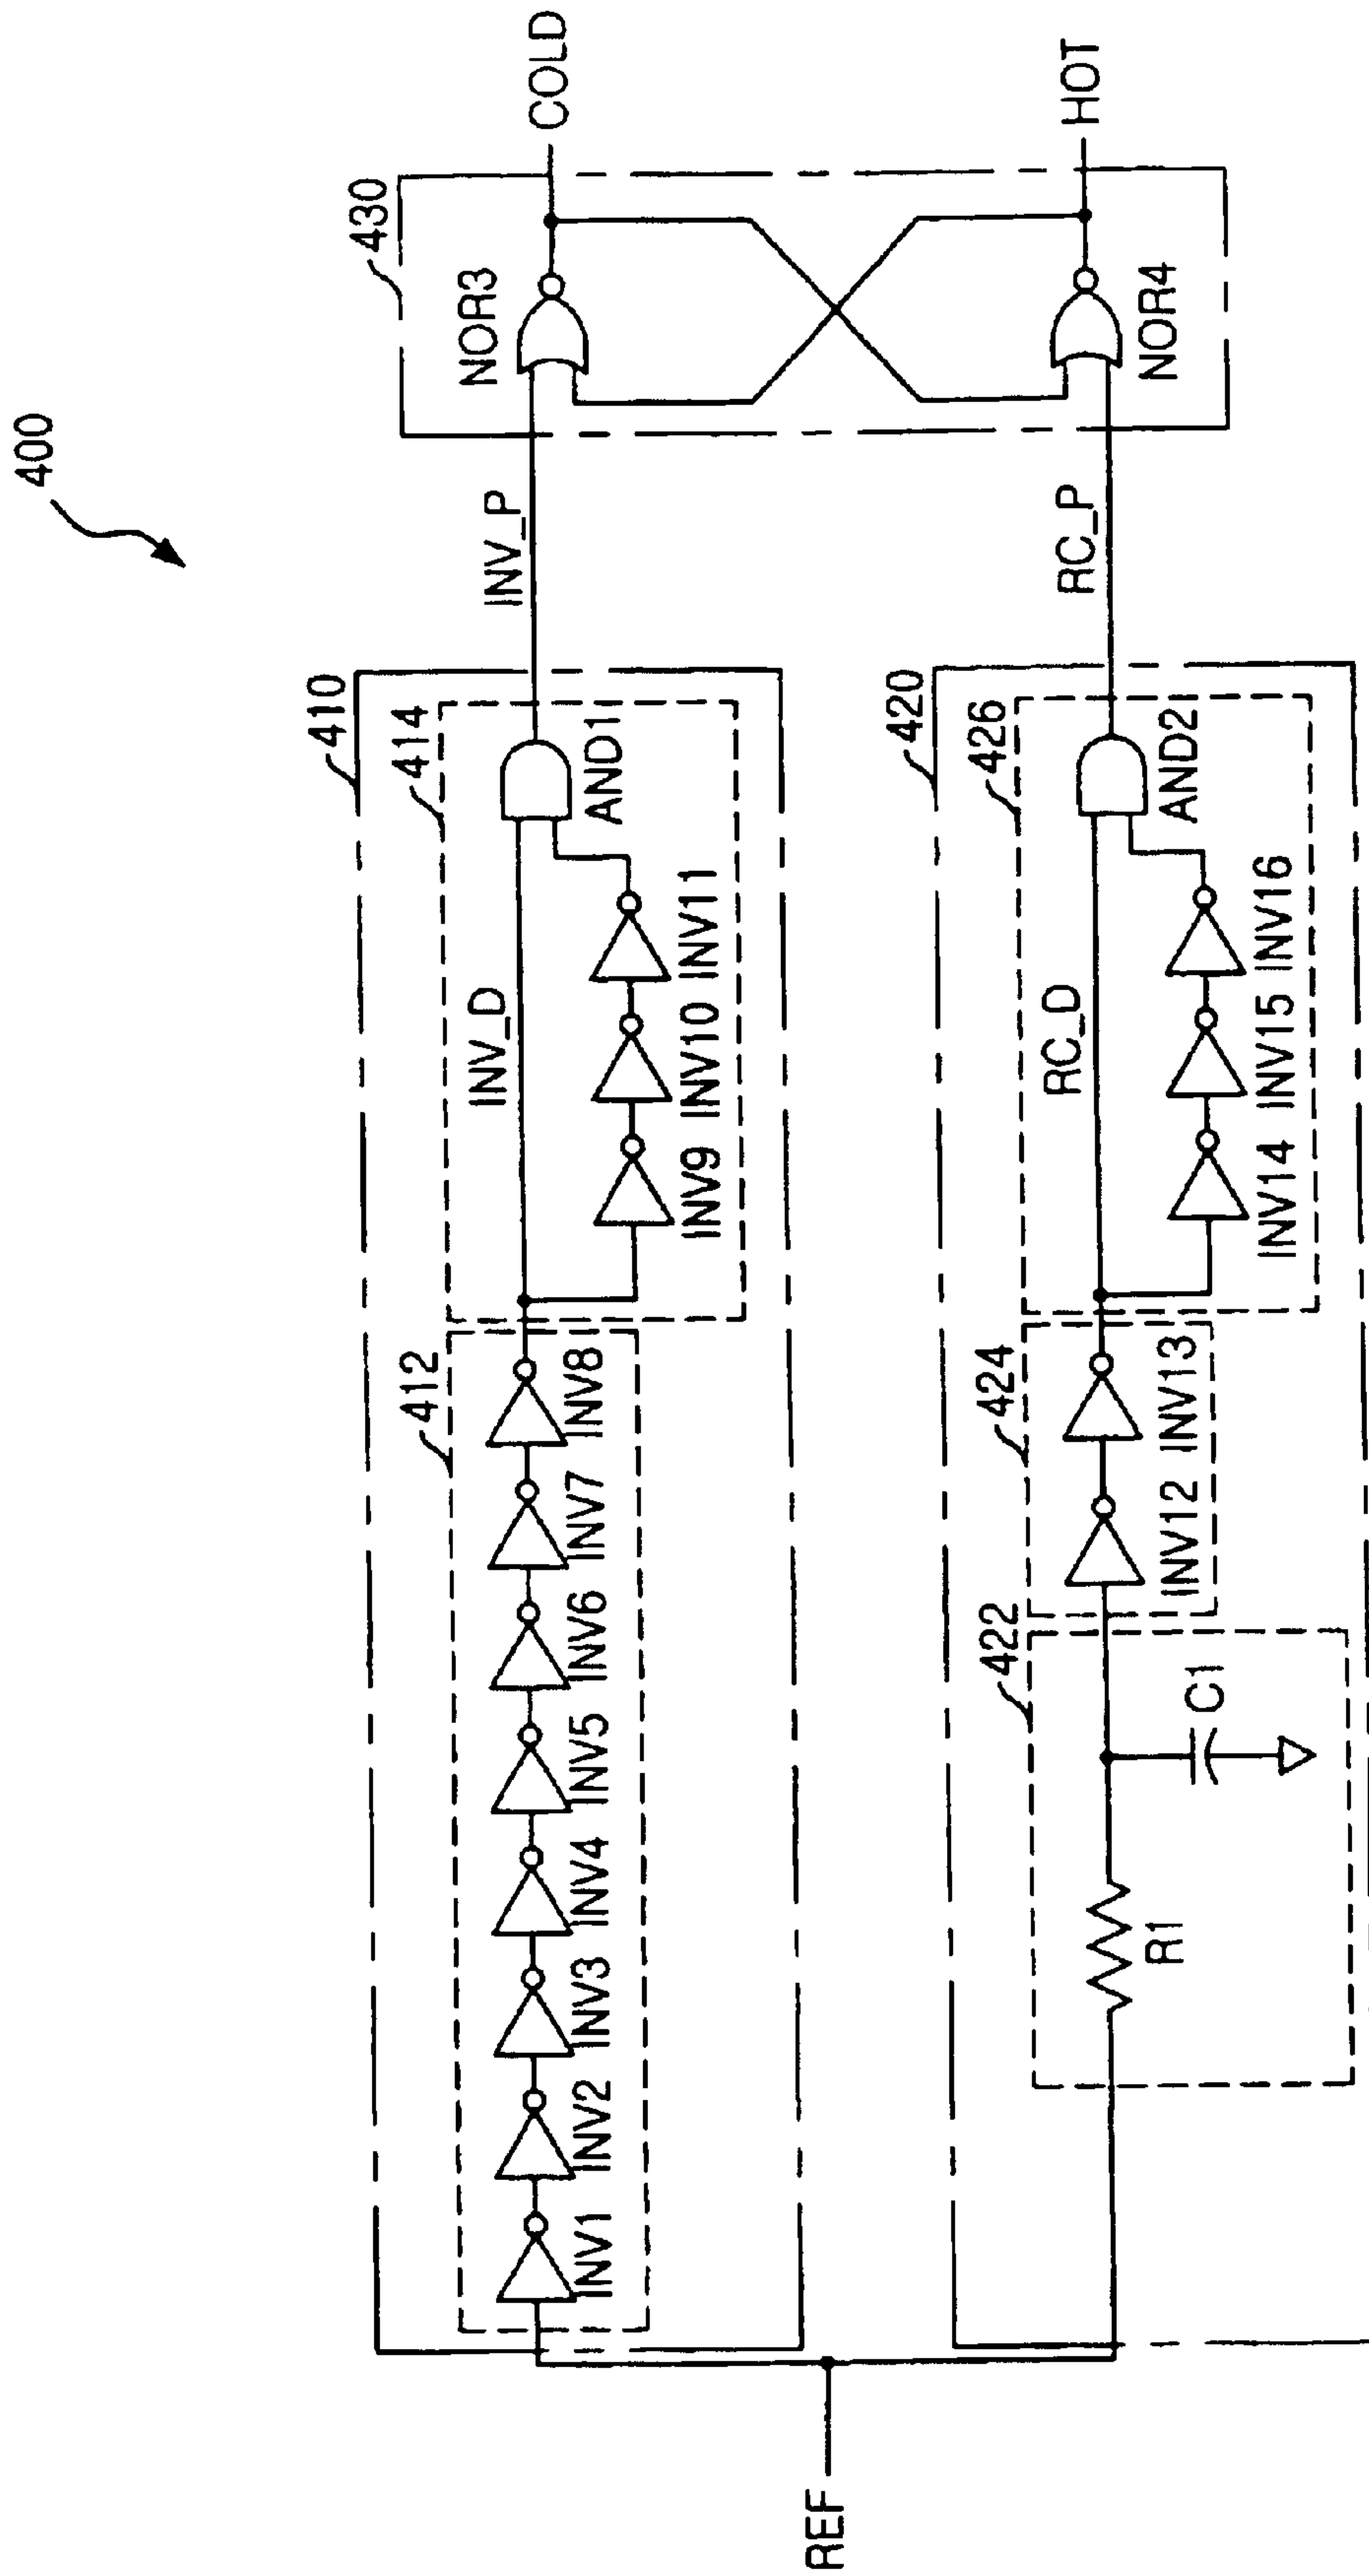 400
410
412
INV1
INV2
INV3
INV4
INV5
INV6
INV7
INV8
414
INV_D
INV9
INV10
INV11
AND1
INV_P
430
NOR3
COLD
REF
420
422
R1
C1
424
INV12
INV13
426
RC_D
INV14
INV15
INV16
AND2
RC_P
NOR4
HOT